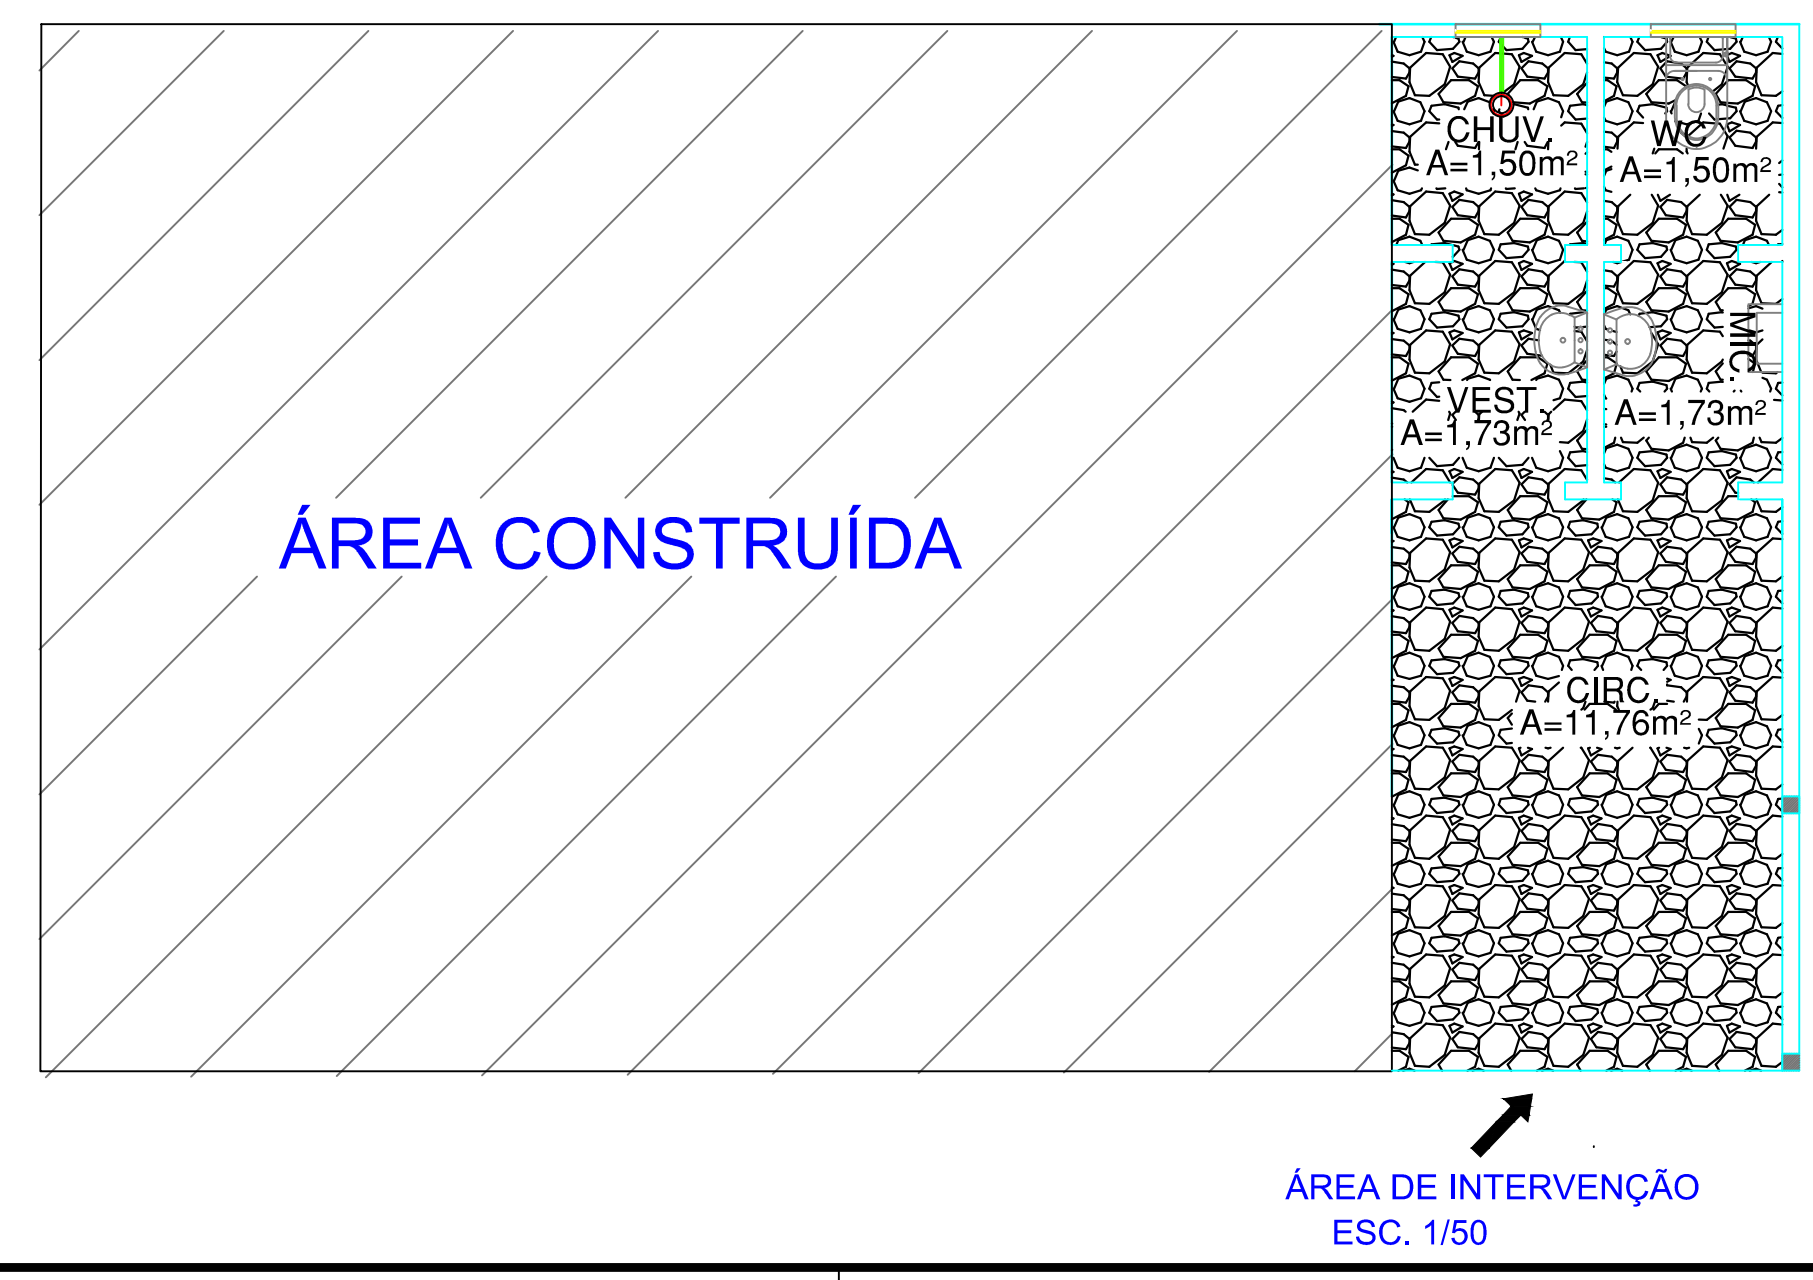 CHUV.
A=1,50m²
WC
A=1,50m²
MIC.
VEST.
A=1,73m²
A=1,73m²
ÁREA CONSTRUÍDA
CIRC.
A=11,76m²
ÁREA DE INTERVENÇÃO
ESC. 1/50